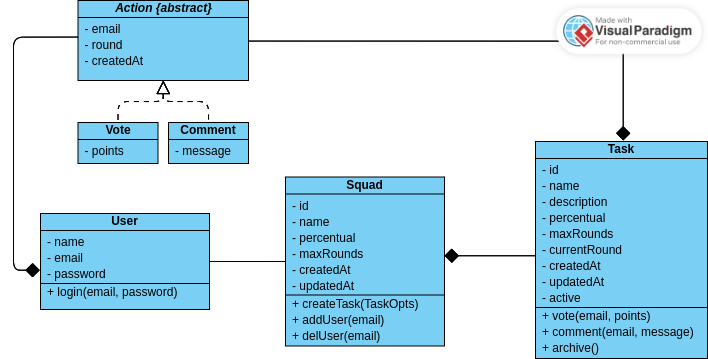 Action {abstract}
- email
- round
- createdAt
Made with
VisualParadigm
For non-commercial use
Vote
- points
Comment
- message
Task
- id
- name
- description
- percentual
- maxRounds
- currentRound
- createdAt
- updatedAt
- active
+ vote(email, points)
+ comment(email, message)
+ archive()
Squad
- id
- name
- percentual
- maxRounds
- createdAt
- updatedAt
+ createTask(TaskOpts)
+ addUser(email)
+ delUser(email)
User
- name
- email
- password
+ login(email, password)